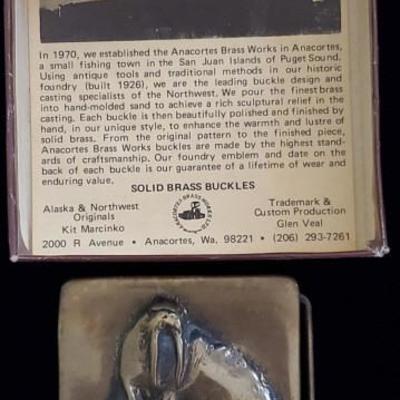 In 1970, we established the Anacortes Brass Works in Anacortes,
a small fishing town in the San Juan Islands of Puget Sound.
Using antique tools and traditional methods in our historic
foundry (built 1926), we are the leading buckle design and
casting specialists of the Northwest. We pour the finest brass
into hand-molded sand to achieve a rich sculptural relief in the
casting. Each buckle is then beautifully polished and finished by
hand, in our unique style, to enhance the warmth and lustre of
solid brass. From the original pattern to the finished piece,
Anacortes Brass Works buckles are made by the highest stand-
ards of craftsmanship. Our foundry emblem and date on the
back of each buckle is our guarantee of a lifetime of wear and
enduring value.
SOLID BRASS BUCKLES
Alaska & Northwest
Originals
Kit Marcinko
ANACORTES BRASS WORKS LTD
Trademark &
Custom Production
Glen Veal
2000 R Avenue • Anacortes, Wa. 98221 • (206) 293-7261